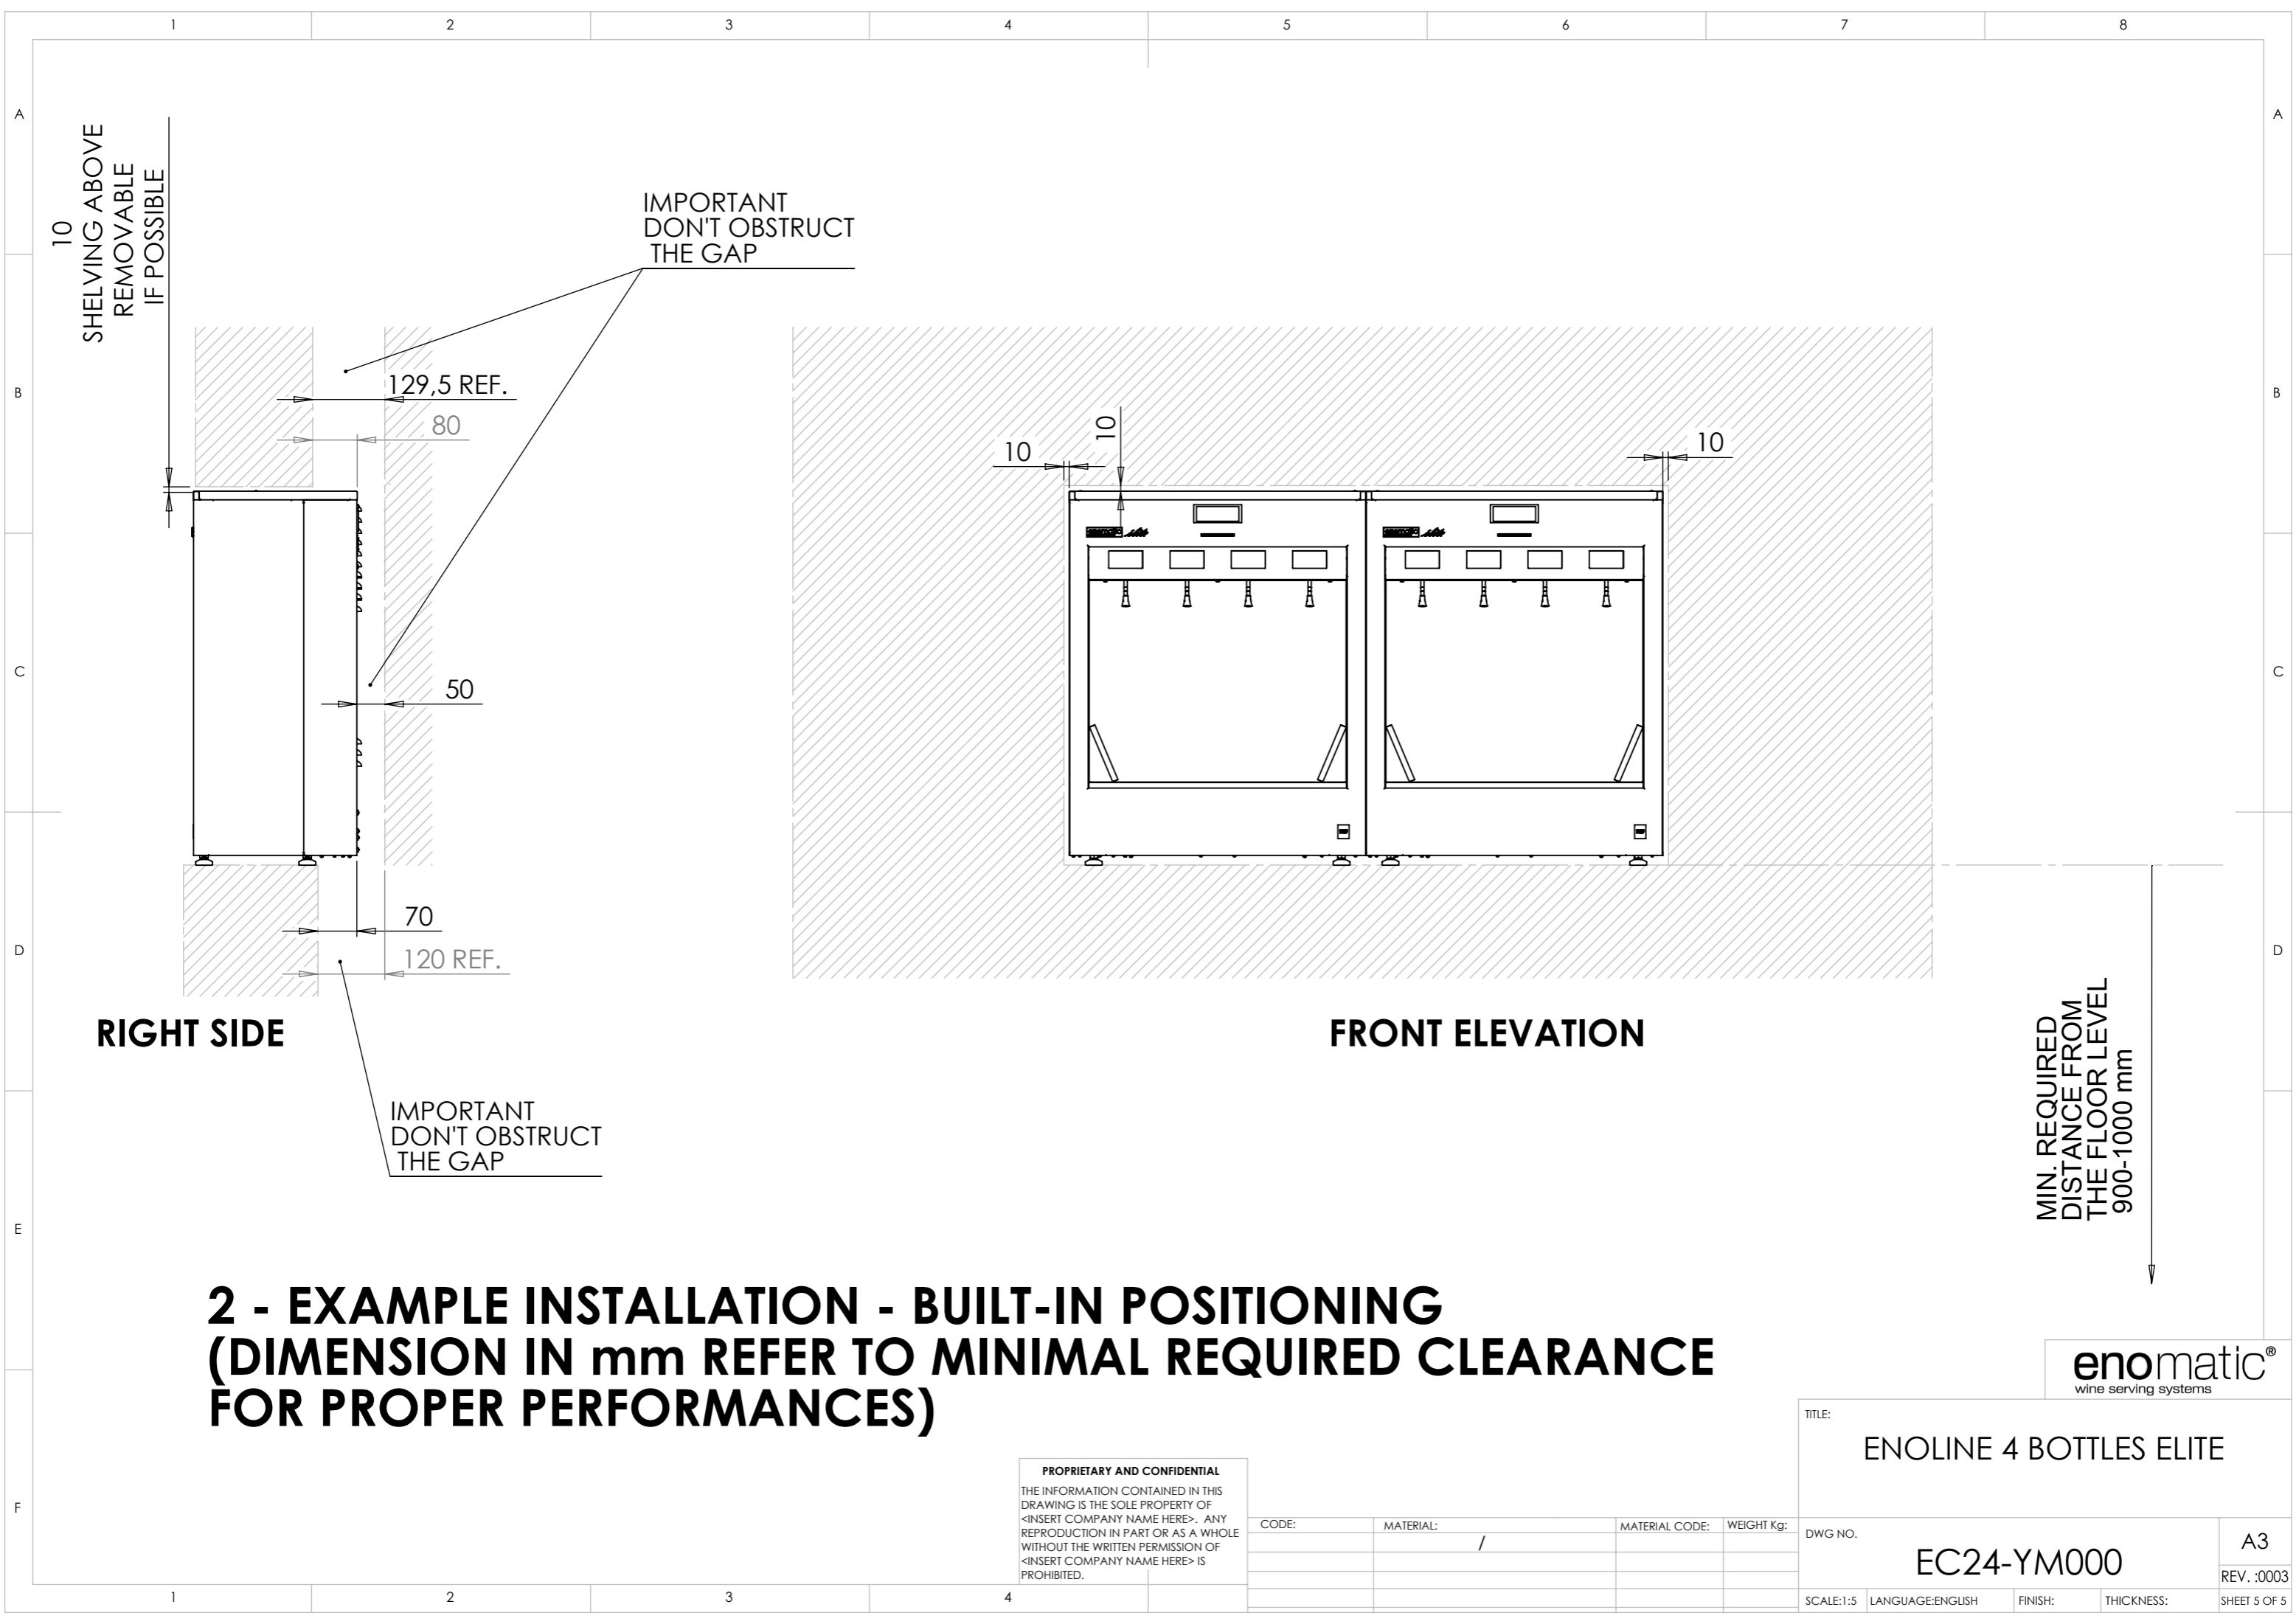 1 2 3 4 5 6 7 8
A A
10
SHELVING ABOVE
REMOVABLE
IF POSSIBLE
IMPORTANT
DON'T OBSTRUCT
THE GAP
B B
129,5 REF.
80
10
10
10
C C
50
70
D D
120 REF.
RIGHT SIDE
FRONT ELEVATION
MIN. REQUIRED
DISTANCE FROM
THE FLOOR LEVEL
900-1000 mm
IMPORTANT
DON'T OBSTRUCT
THE GAP
E
2 - EXAMPLE INSTALLATION - BUILT-IN POSITIONING
(DIMENSION IN mm REFER TO MINIMAL REQUIRED CLEARANCE
FOR PROPER PERFORMANCES)
enomatic®
wine serving systems
TITLE:
ENOLINE 4 BOTTLES ELITE
F
PROPRIETARY AND CONFIDENTIAL
THE INFORMATION CONTAINED IN THIS
DRAWING IS THE SOLE PROPERTY OF
<INSERT COMPANY NAME HERE>. ANY
REPRODUCTION IN PART OR AS A WHOLE
WITHOUT THE WRITTEN PERMISSION OF
<INSERT COMPANY NAME HERE> IS
PROHIBITED.
CODE: MATERIAL: MATERIAL CODE: WEIGHT Kg:
/
DWG NO.
EC24-YM000
A3
REV. :0003
SCALE:1:5 LANGUAGE:ENGLISH FINISH: THICKNESS: SHEET 5 OF 5
1 2 3 4